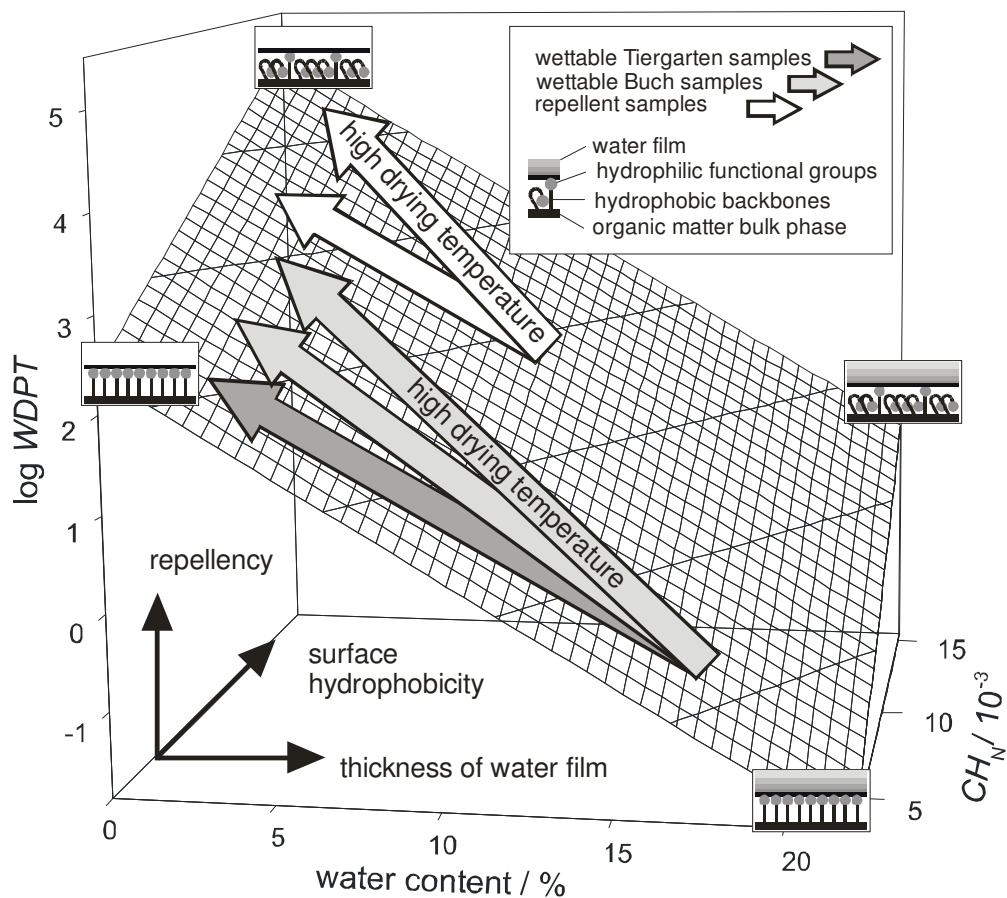 wettable Tiergarten samples
wettable Buch samples
repellent samples
water film
hydrophilic functional groups
hydrophobic backbones
organic matter bulk phase
high drying temperature
high drying temperature
log WDPT
5
4
3
2
1
0
-1
repellency
surface
hydrophobicity
thickness of water film
0
5
10
15
20
water content / %
15
10
5
CH_N / 10^-3